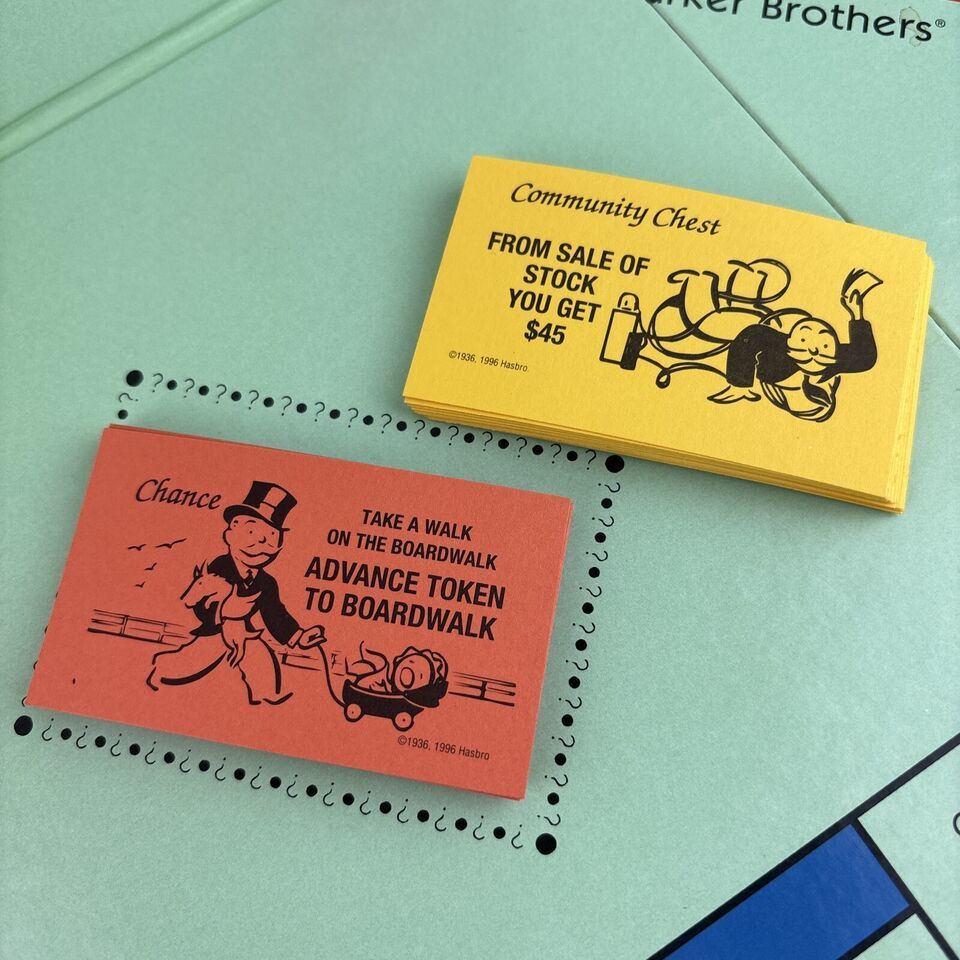 Brothers®
Community Chest
FROM SALE OF
STOCK
YOU GET
$45
©1936, 1996 Hasbro.
Chance
TAKE A WALK
ON THE BOARDWALK
ADVANCE TOKEN
TO BOARDWALK
©1936, 1996 Hasbro